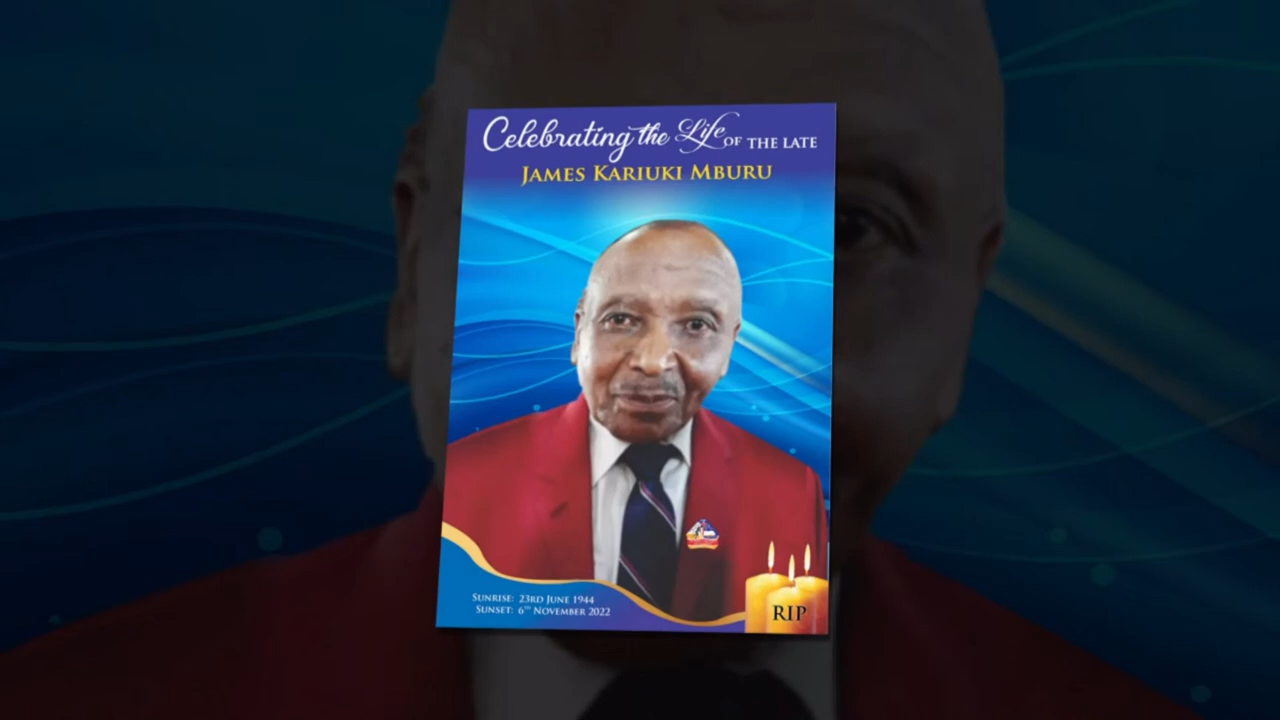 Celebrating the Life OF THE LATE
JAMES KARIUKI MBURU
SUNRISE: 23RD JUNE 1944
SUNSET: 6TH NOVEMBER 2022
RIP